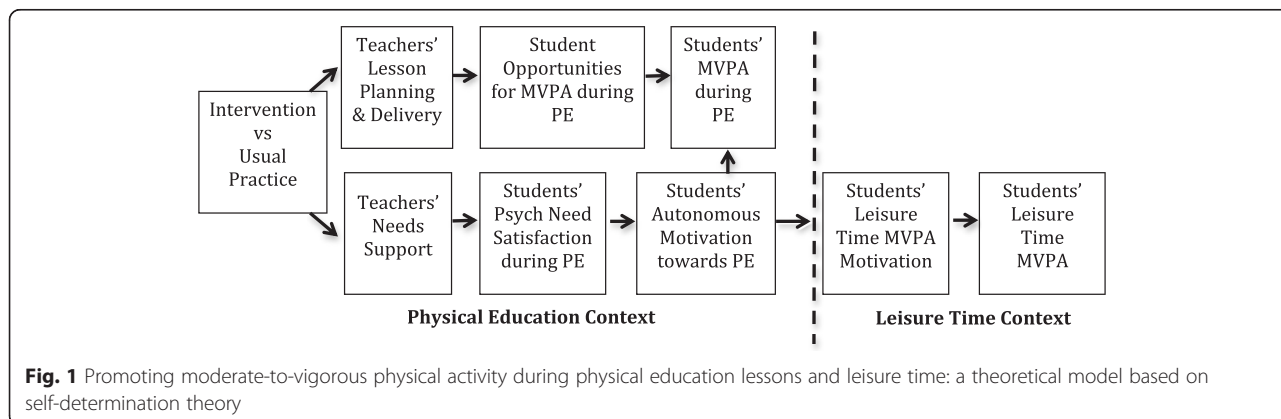 Intervention
vs
Usual
Practice
Teachers'
Lesson
Planning
& Delivery
Student
Opportunities
for MVPA during
PE
Students'
MVPA
during
PE
Teachers'
Needs
Support
Students'
Psych Need
Satisfaction
during PE
Students'
Autonomous
Motivation
towards PE
Students'
Leisure
Time MVPA
Motivation
Students'
Leisure
Time
MVPA
Physical Education Context
Leisure Time Context
Fig. 1 Promoting moderate-to-vigorous physical activity during physical education lessons and leisure time: a theoretical model based on
self-determination theory